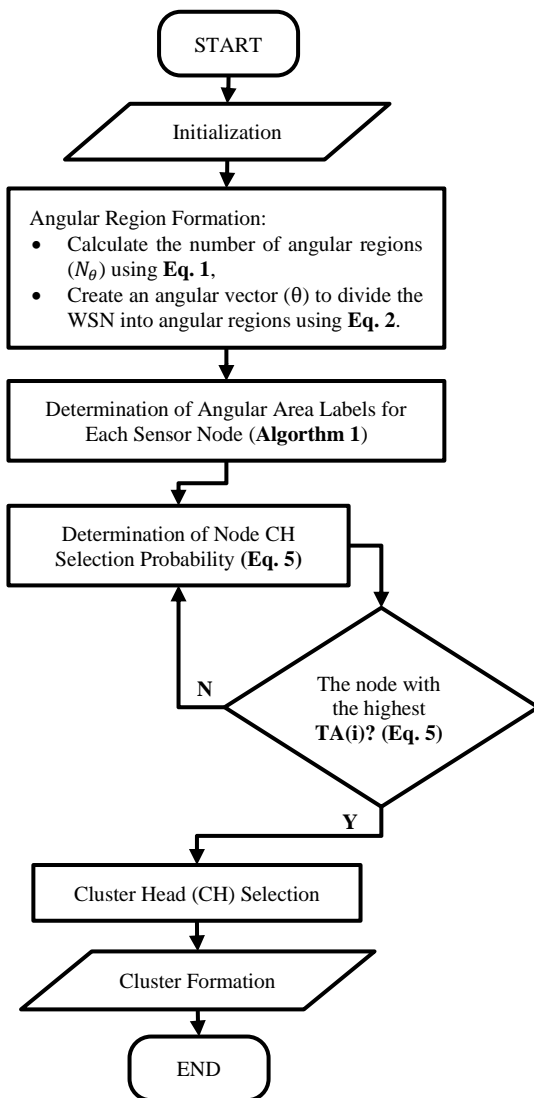 START
Initialization
Angular Region Formation:
• Calculate the number of angular regions
(Nθ) using Eq. 1,
• Create an angular vector (θ) to divide the
WSN into angular regions using Eq. 2.
Determination of Angular Area Labels for
Each Sensor Node (Algorthm 1)
Determination of Node CH
Selection Probability (Eq. 5)
N
The node with
the highest
TA(i)? (Eq. 5)
Y
Cluster Head (CH) Selection
Cluster Formation
END